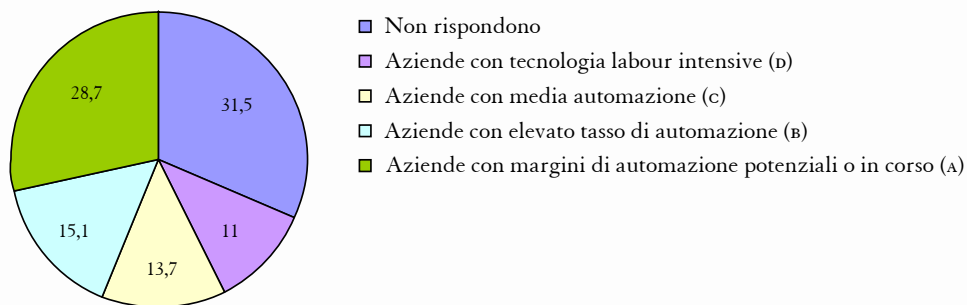 31,5
11
13,7
15,1
28,7
Non rispondono
Aziende con tecnologia labour intensive (D)
Aziende con media automazione (C)
Aziende con elevato tasso di automazione (B)
Aziende con margini di automazione potenziali o in corso (A)